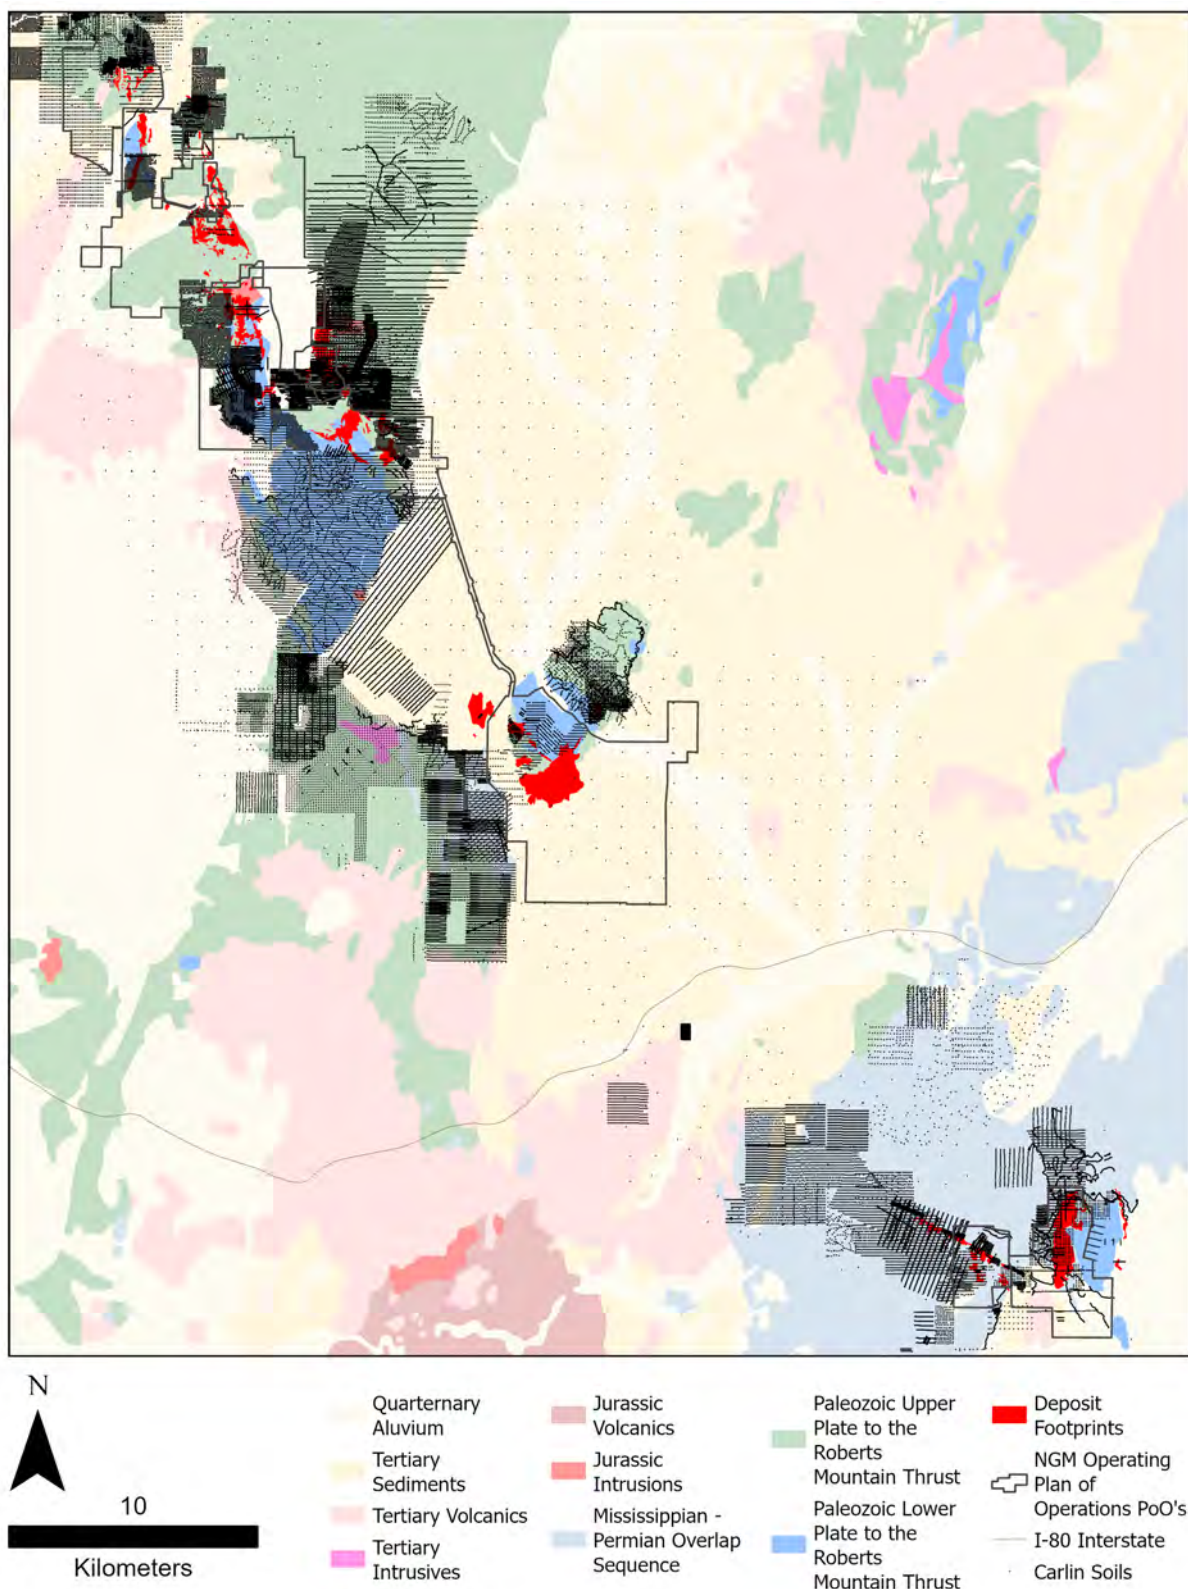 N
10
Kilometers
Quarternary
Aluvium
Tertiary
Sediments
Tertiary Volcanics
Tertiary
Intrusives
Jurassic
Volcanics
Jurassic
Intrusions
Mississippian -
Permian Overlap
Sequence
Paleozoic Upper
Plate to the
Roberts
Mountain Thrust
Paleozoic Lower
Plate to the
Roberts
Mountain Thrust
Deposit
Footprints
NGM Operating
Plan of
Operations PoO's
I-80 Interstate
Carlin Soils